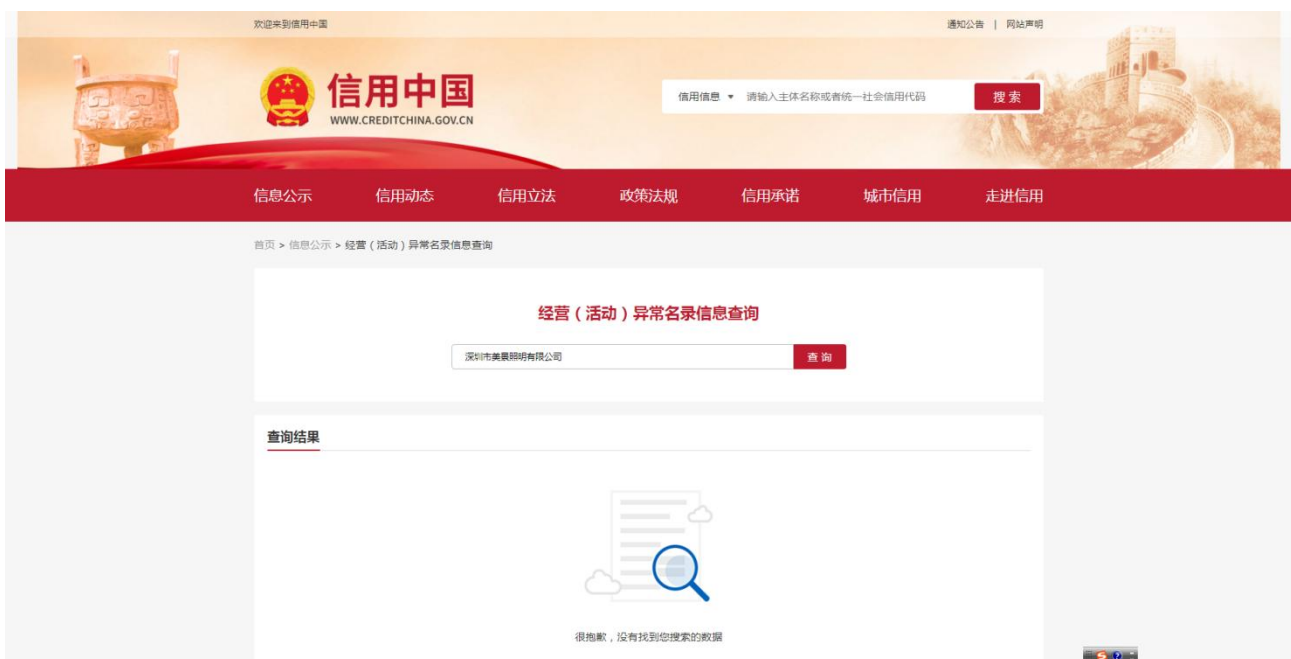 欢迎来到信用中国
通知公告 | 网站声明
信用中国
WWW.CREDITCHINA.GOV.CN
信用信息 请输入主体名称或者统一社会信用代码 搜索
信息公示 信用动态 信用立法 政策法规 信用承诺 城市信用 走进信用
首页 > 信息公示 > 经营（活动）异常名录信息查询
经营（活动）异常名录信息查询
深圳市美晨照明有限公司 查询
查询结果
很抱歉，没有找到您搜索的数据